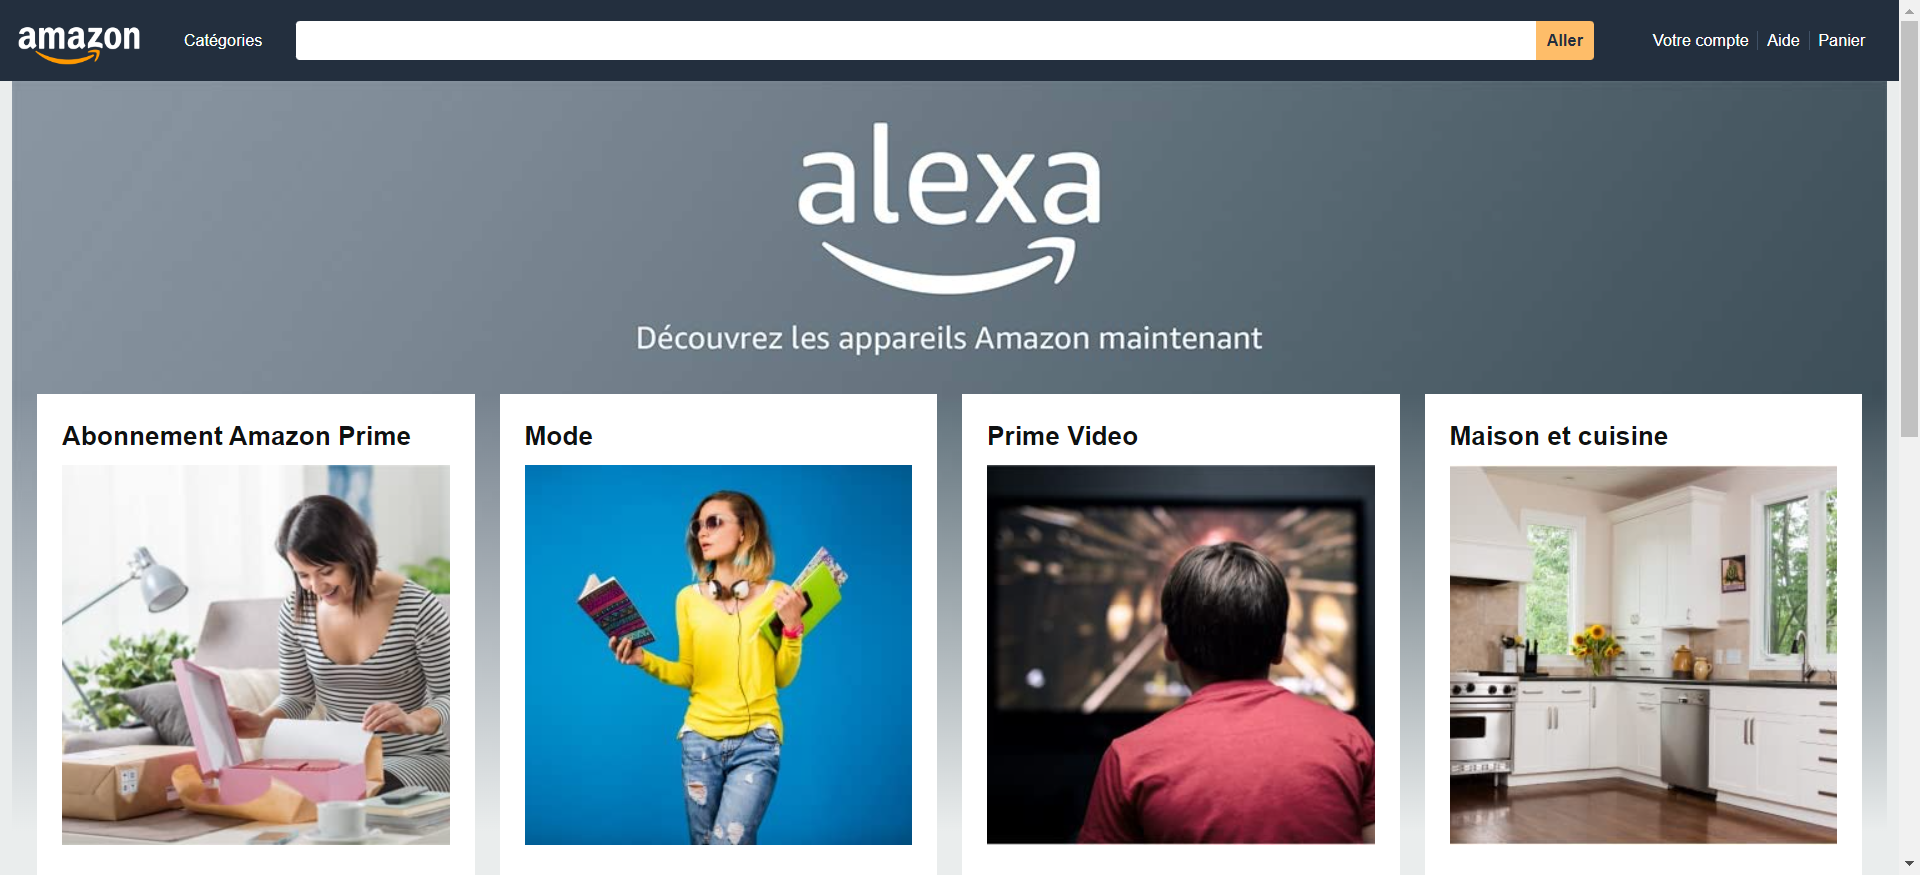 amazon
Catégories
Aller
Votre compte
Aide
Panier
alexa
Découvrez les appareils Amazon maintenant
Abonnement Amazon Prime
Mode
Prime Video
Maison et cuisine